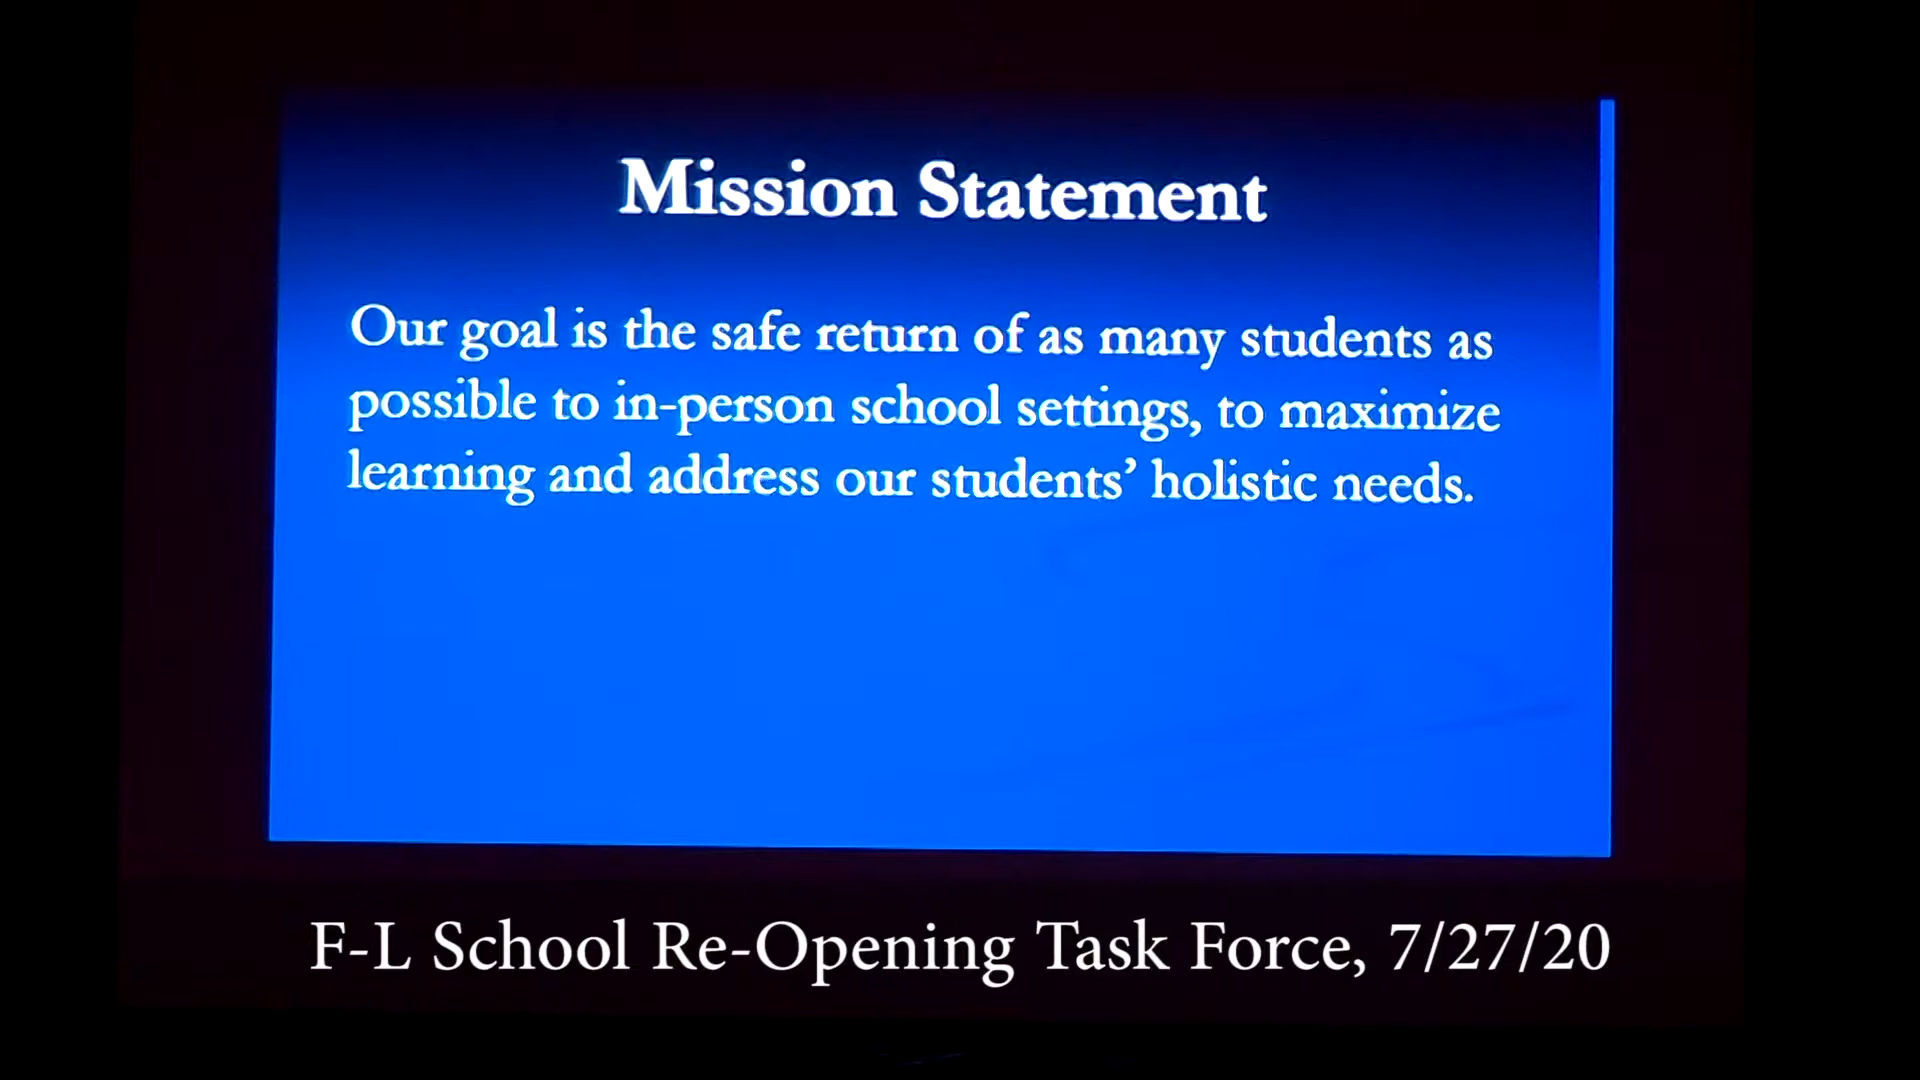 Mission Statement
Our goal is the safe return of as many students as
possible to in-person school settings, to maximize
learning and address our students’ holistic needs.
F-L School Re-Opening Task Force, 7/27/20